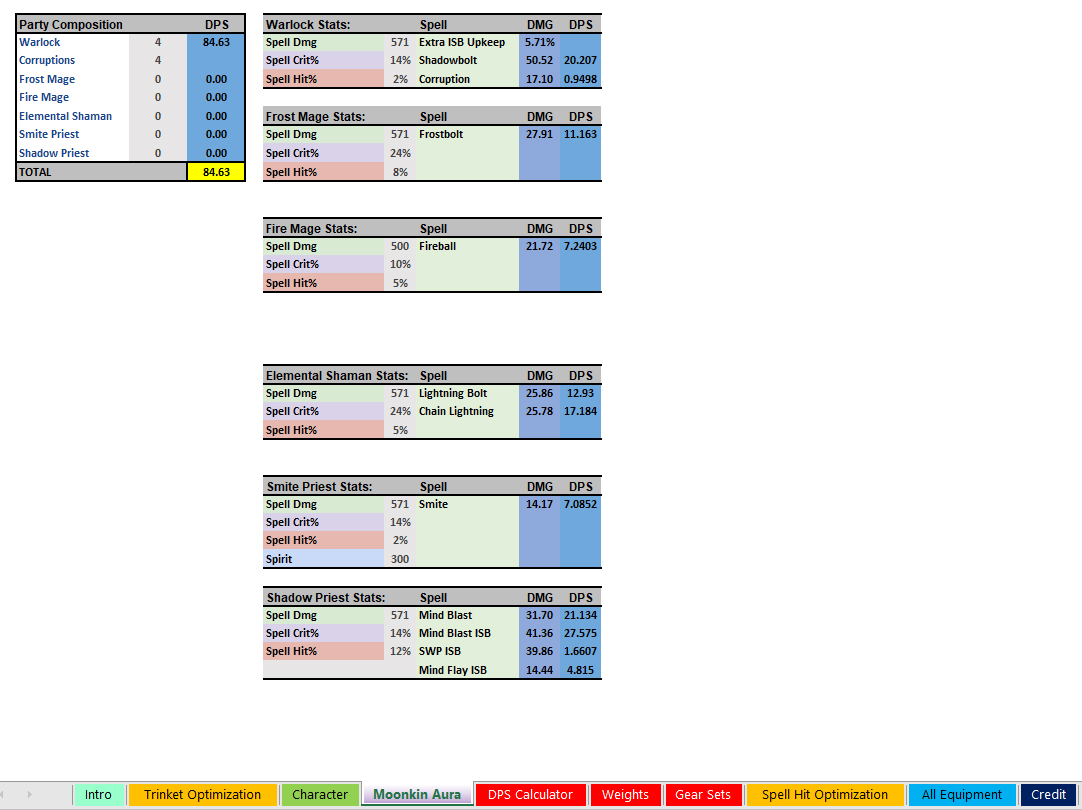 Party Composition DPS
Warlock 4 84.63
Corruptions 4
Frost Mage 0 0.00
Fire Mage 0 0.00
Elemental Shaman 0 0.00
Smite Priest 0 0.00
Shadow Priest 0 0.00
TOTAL 84.63
Warlock Stats: Spell DMG DPS
Spell Dmg 571 Extra ISB Upkeep 5.71%
Spell Crit% 14% Shadowbolt 50.52 20.207
Spell Hit% 2% Corruption 17.10 0.9498
Frost Mage Stats: Spell DMG DPS
Spell Dmg 571 Frostbolt 27.91 11.163
Spell Crit% 24%
Spell Hit% 8%
Fire Mage Stats: Spell DMG DPS
Spell Dmg 500 Fireball 21.72 7.2403
Spell Crit% 10%
Spell Hit% 5%
Elemental Shaman Stats: Spell DMG DPS
Spell Dmg 571 Lightning Bolt 25.86 12.93
Spell Crit% 24% Chain Lightning 25.78 17.184
Spell Hit% 5%
Smite Priest Stats: Spell DMG DPS
Spell Dmg 571 Smite 14.17 7.0852
Spell Crit% 14%
Spell Hit% 2%
Spirit 300
Shadow Priest Stats: Spell DMG DPS
Spell Dmg 571 Mind Blast 31.70 21.134
Spell Crit% 14% Mind Blast ISB 41.36 27.575
Spell Hit% 12% SWP ISB 39.86 1.6607
Mind Flay ISB 14.44 4.815
Intro Trinket Optimization Character Moonkin Aura DPS Calculator Weights Gear Sets Spell Hit Optimization All Equipment Credit